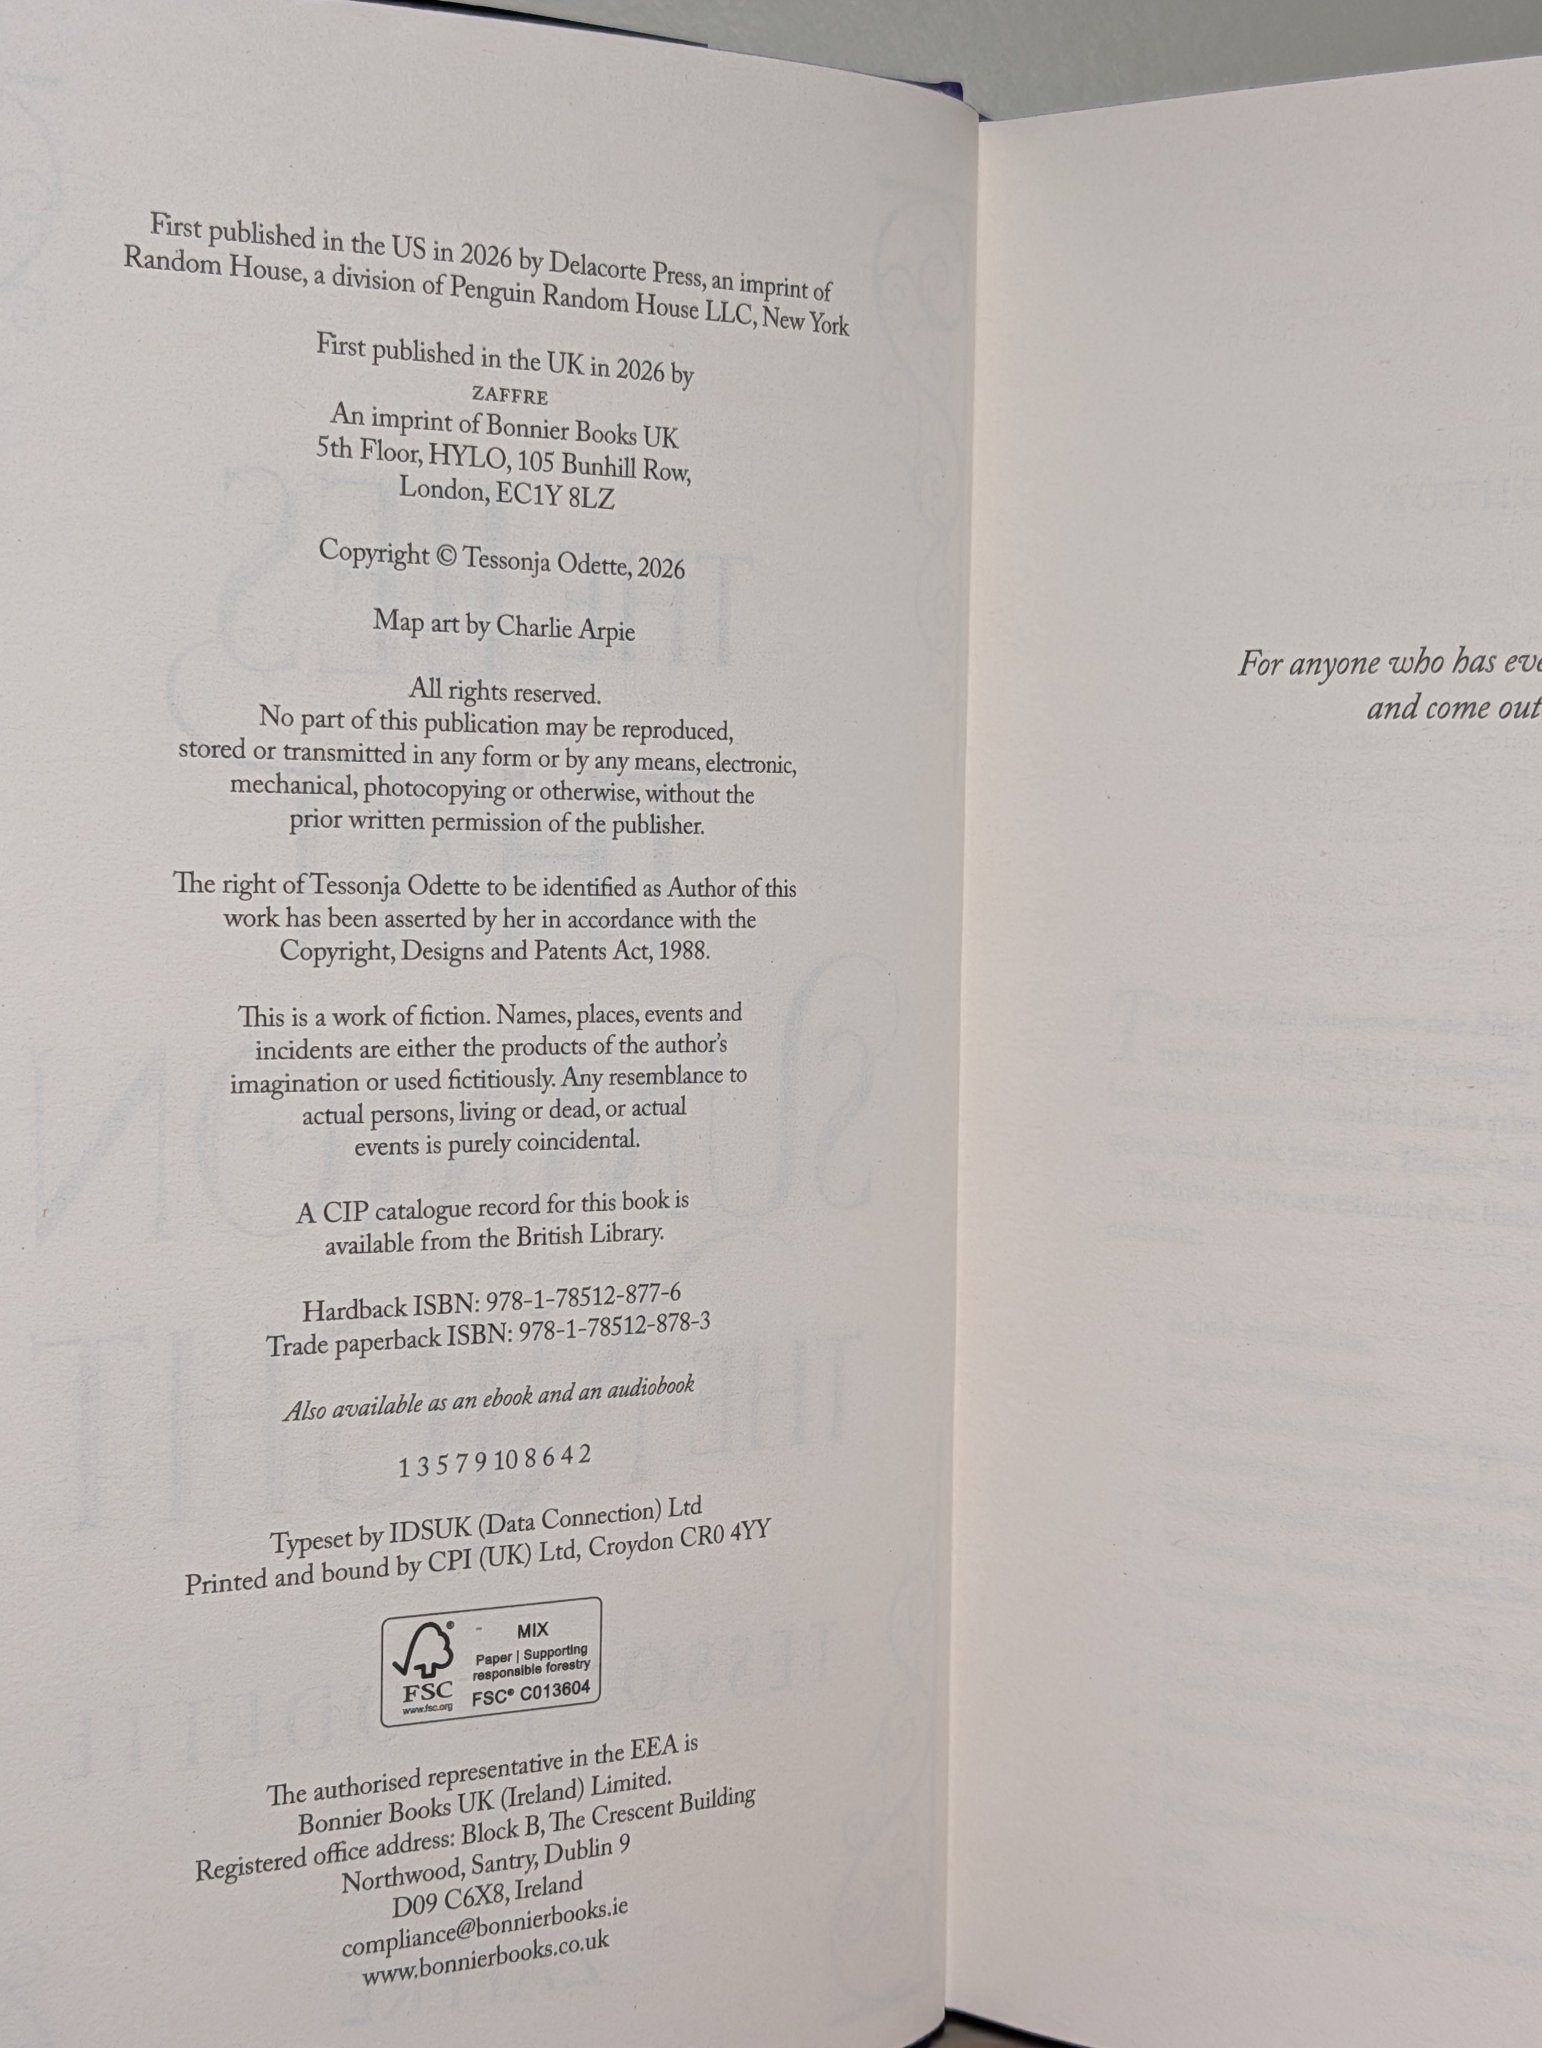 First published in the US in 2026 by Delacorte Press, an imprint of
Random House, a division of Penguin Random House LLC, New York
First published in the UK in 2026 by
ZAFFRE
An imprint of Bonnier Books UK
5th Floor, HYLO, 105 Bunhill Row,
London, EC1Y 8LZ
Copyright © Tessonja Odette, 2026
Map art by Charlie Arpie
All rights reserved.
No part of this publication may be reproduced,
stored or transmitted in any form or by any means, electronic,
mechanical, photocopying or otherwise, without the
prior written permission of the publisher.
The right of Tessonja Odette to be identified as Author of this
work has been asserted by her in accordance with the
Copyright, Designs and Patents Act, 1988.
This is a work of fiction. Names, places, events and
incidents are either the products of the author's
imagination or used fictitiously. Any resemblance to
actual persons, living or dead, or actual
events is purely coincidental.
A CIP catalogue record for this book is
available from the British Library.
Hardback ISBN: 978-1-78512-877-6
Trade paperback ISBN: 978-1-78512-878-3
Also available as an ebook and an audiobook
1 3 5 7 9 10 8 6 4 2
Typeset by IDSUK (Data Connection) Ltd
Printed and bound by CPI (UK) Ltd, Croydon CR0 4YY
FSC
www.fsc.org
MIX
Paper | Supporting
responsible forestry
FSC® C013604
The authorised representative in the EEA is
Bonnier Books UK (Ireland) Limited.
Registered office address: Block B, The Crescent Building
Northwood, Santry, Dublin 9
D09 C6X8, Ireland
compliance@bonnierbooks.ie
www.bonnierbooks.co.uk
For anyone who has eve
and come out